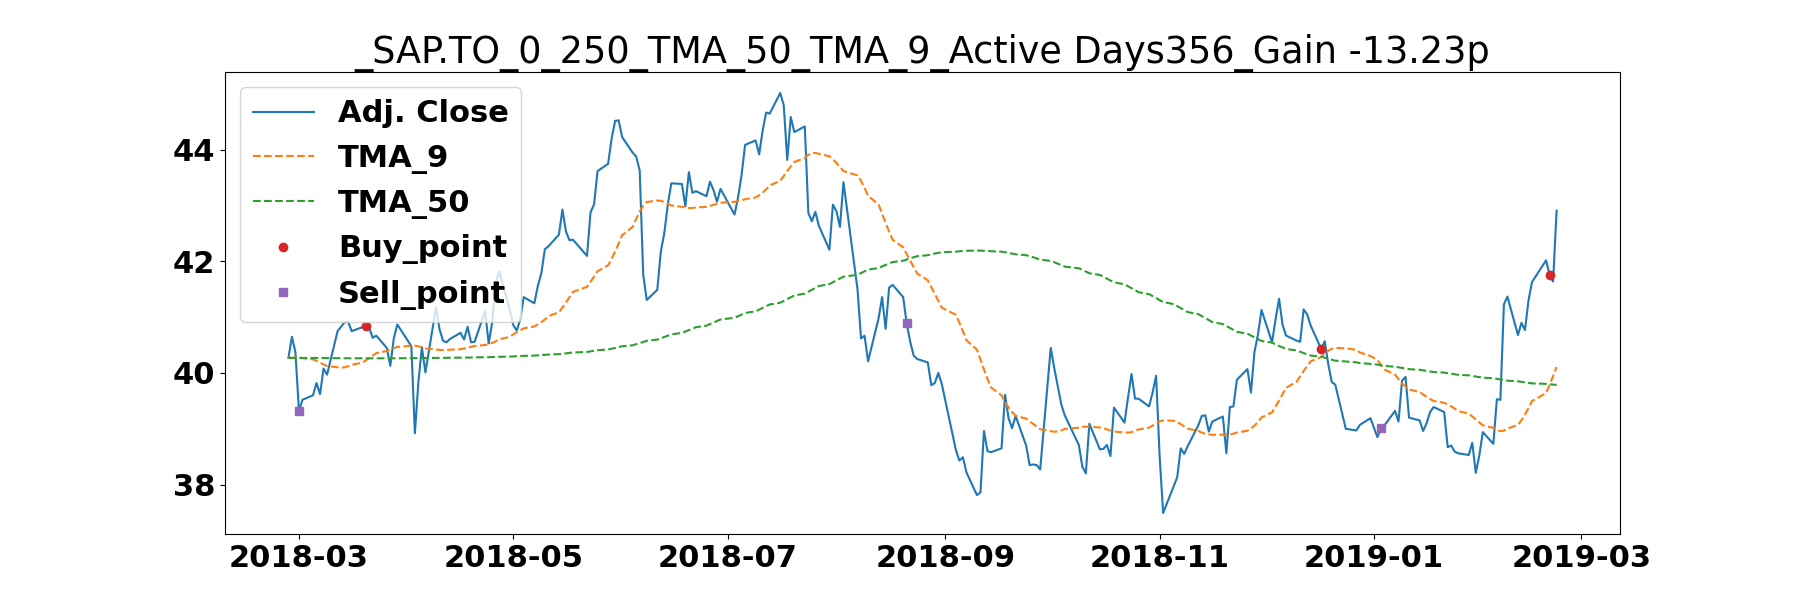 _SAP.TO_0_250_TMA_50_TMA_9_Active Days356_Gain -13.23p
Adj. Close
TMA_9
TMA_50
Buy_point
Sell_point
44
42
40
38
2018-03 2018-05 2018-07 2018-09 2018-11 2019-01 2019-03